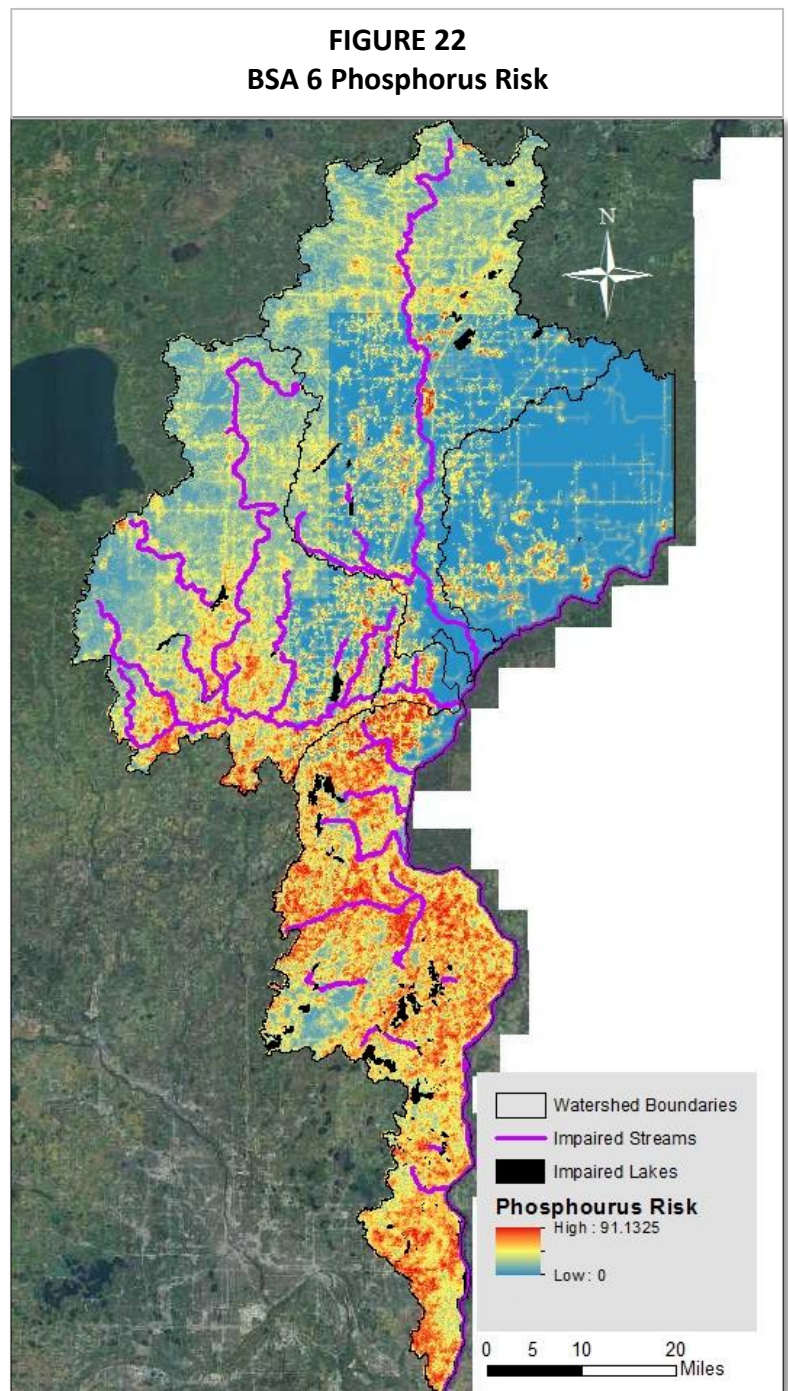 FIGURE 22
BSA 6 Phosphorus Risk
N
Watershed Boundaries
Impaired Streams
Impaired Lakes
Phosphourus Risk
High : 91.1325
Low : 0
0 5 10 20
Miles